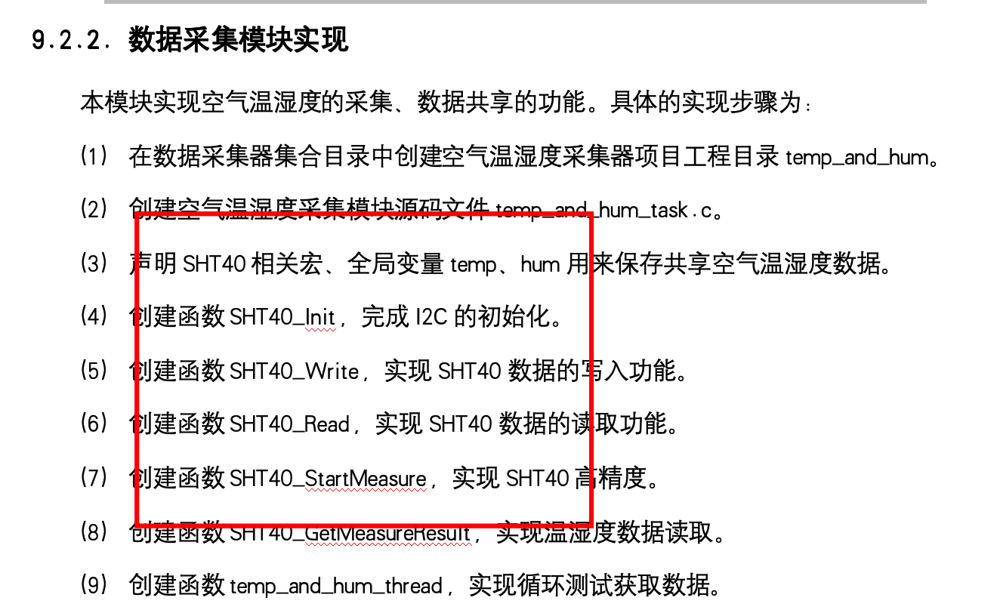 9.2.2. 数据采集模块实现
本模块实现空气温湿度的采集、数据共享的功能。具体的实现步骤为：
(1) 在数据采集器集合目录中创建空气温湿度采集器项目工程目录 temp_and_hum。
(2) 创建空气温湿度采集模块源码文件 temp_and_hum_task.c。
(3) 声明 SHT40 相关宏、全局变量 temp、hum 用来保存共享空气温湿度数据。
(4) 创建函数 SHT40_Init，完成 I2C 的初始化。
(5) 创建函数 SHT40_Write，实现 SHT40 数据的写入功能。
(6) 创建函数 SHT40_Read，实现 SHT40 数据的读取功能。
(7) 创建函数 SHT40_StartMeasure，实现 SHT40 高精度。
(8) 创建函数 SHT40_GetMeasureResult，实现温湿度数据读取。
(9) 创建函数 temp_and_hum_thread，实现循环测试获取数据。